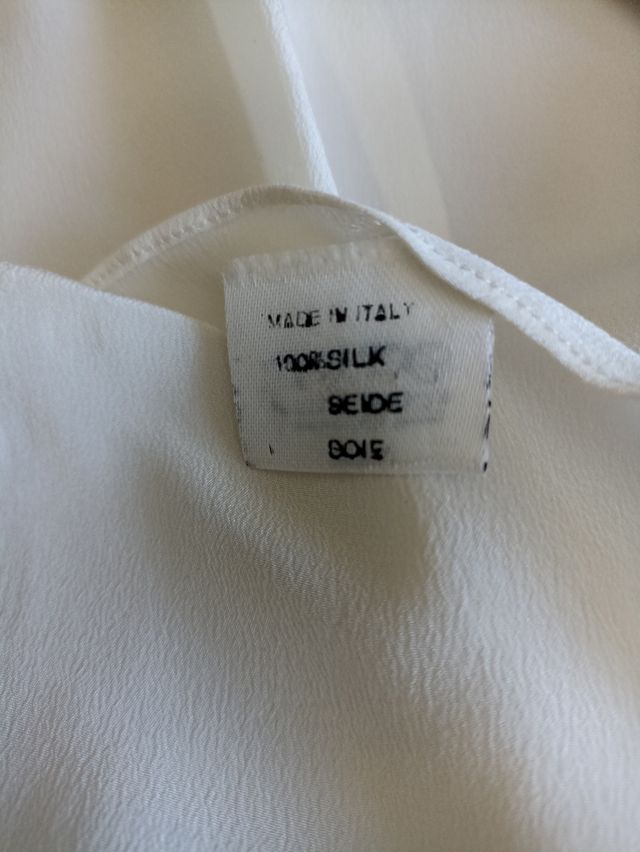 MADE IN ITALY
100% SILK
SEIDE
SOIE